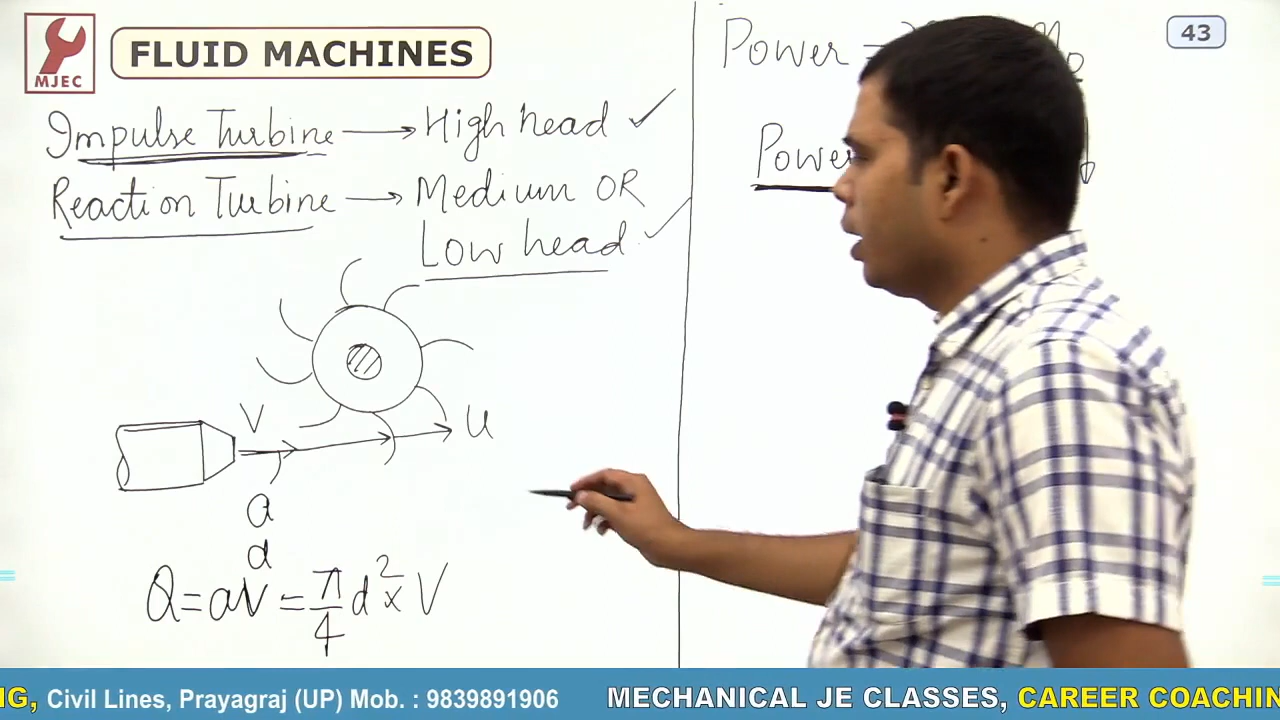 MJEC
FLUID MACHINES
43
Impulse Turbine → High head ✓
Reaction Turbine → Medium OR
Low head ✓
V
u
a
d
Q = aV = π/4 d² × V
Power =
Power
NG, Civil Lines, Prayagraj (UP) Mob. : 9839891906 MECHANICAL JE CLASSES, CAREER COACHIN